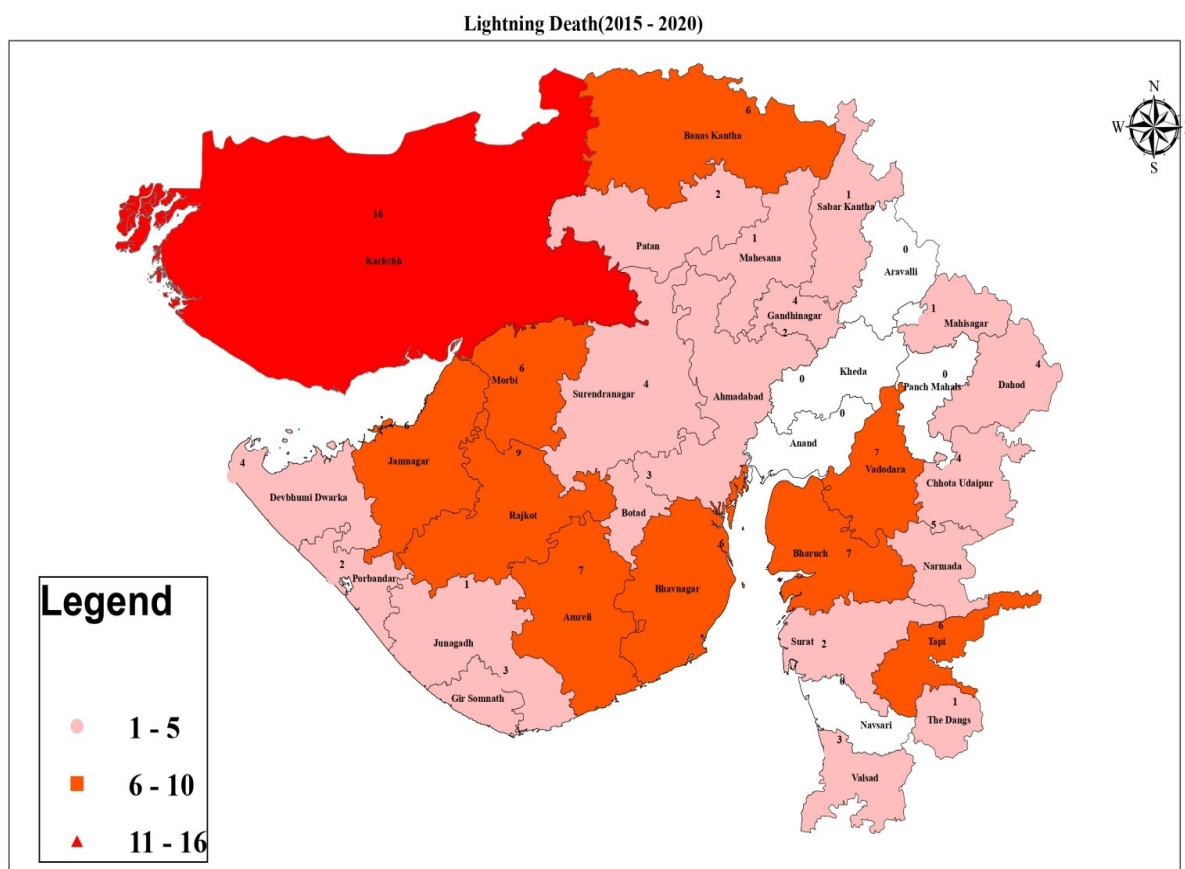 Lightning Death(2015 - 2020)
N
W
S
6
Banas Kantha
2
Patan
1
Mahesana
1
Sabar Kantha
0
Aravalli
16
Kachchh
4
Gandhinagar
2
Ahmadabad
1
Mahisagar
0
Kheda
0
Panch Mahals
4
Dahod
6
Morbi
4
Surendranagar
0
Anand
6
Jamnagar
9
Rajkot
7
Vadodara
4
Chhota Udaipur
4
Devbhumi Dwarka
3
Botad
5
Narmada
7
Bharuch
6
Bhavnagar
2
Porbandar
7
Amreli
1
Junagadh
3
Gir Somnath
2
Surat
6
Tapi
0
Navsari
1
The Dangs
3
Valsad
Legend
1 - 5
6 - 10
11 - 16